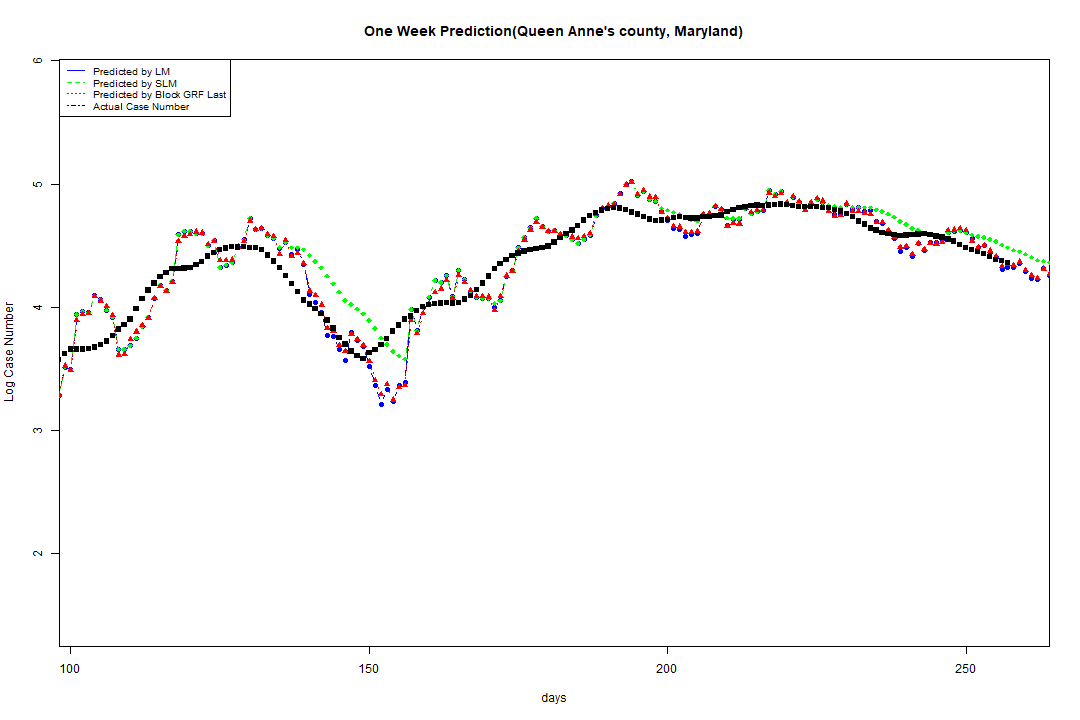 One Week Prediction(Queen Anne's county, Maryland)
Predicted by LM
Predicted by SLM
Predicted by Block GRF Last
Actual Case Number
6
5
4
3
2
Log Case Number
100 150 200 250
days